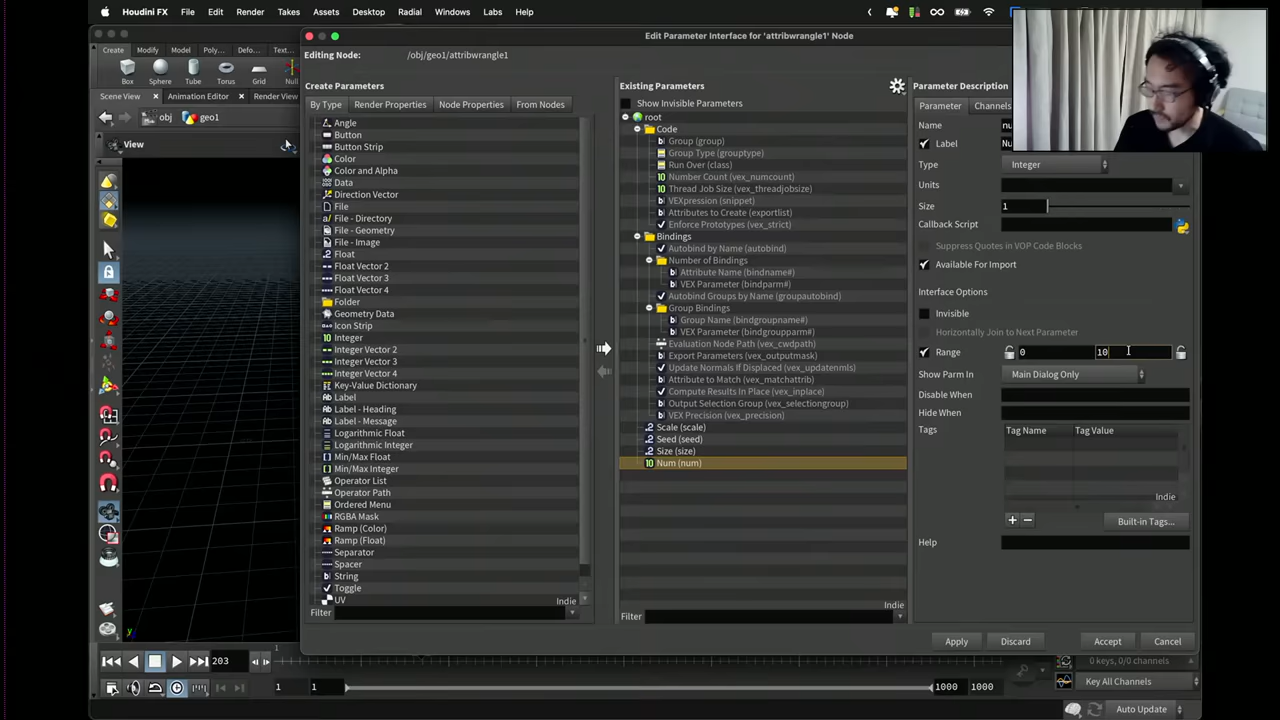 Houdini FX File Edit Render Takes Assets Desktop Radial Windows Cache Help
Edit Parameter Interface for 'attribwrangle1' Node
Editing Node: /obj/geo1/attribwrangle1
Create Modify Model Poly... Defo... Text...
Box Sphere Tube Torus Grid Null
Scene View Animation Editor Render View
obj geo1
View
Create Parameters
By Type Render Properties Node Properties From Nodes
Angle
Button
Button Strip
Color
Color and Alpha
Data
Direction Vector
File
File - Directory
File - Geometry
File - Image
Float
Float Vector 2
Float Vector 3
Float Vector 4
Folder
Geometry Data
Icon Strip
Integer
Integer Vector 2
Integer Vector 3
Integer Vector 4
Key-Value Dictionary
Label
Label - Heading
Label - Message
Logarithmic Float
Logarithmic Integer
Min/Max Float
Min/Max Integer
Operator List
Operator Path
Ordered Menu
RGBA Mask
Ramp (Color)
Ramp (Float)
Separator
Spacer
String
Toggle
UV
Indie
Filter
Existing Parameters
Show Invisible Parameters
root
Code
Group (group)
Group Type (grouptype)
Run Over (class)
Number Count (vex_numcount)
Thread Job Size (vex_threadjobsize)
VEXpression (snippet)
Attributes to Create (exportlist)
Enforce Prototypes (vex_strict)
Bindings
Autobind by Name (autobind)
Number of Bindings
Attribute Name (bindname#)
VEX Parameter (bindparm#)
Autobind Groups by Name (groupautobind)
Group Bindings
Group Name (bindgroupname#)
VEX Parameter (bindgroupparm#)
Evaluation Node Path (vex_cwdpath)
Export Parameters (vex_outputmask)
Update Normals If Displaced (vex_updatenmls)
Attribute to Match (vex_matchattrib)
Compute Results In Place (vex_inplace)
Output Selection Group (vex_selectiongroup)
VEX Precision (vex_precision)
Scale (scale)
Seed (seed)
Size (size)
Num (num)
Indie
Filter
Parameter Description
Parameter Channels
Name
Label
Type Integer
Units
Size 1
Callback Script
Suppress Quotes in VOP Code Blocks
Available For Import
Interface Options
Invisible
Horizontally Join to Next Parameter
Range 0 10
Show Parm In Main Dialog Only
Disable When
Hide When
Tags Tag Name Tag Value
Indie
Built-in Tags...
Help
Apply Discard Accept Cancel
y
203
1 1 1000 1000
0 keys, 0/0 channels
Key All Channels
Auto Update